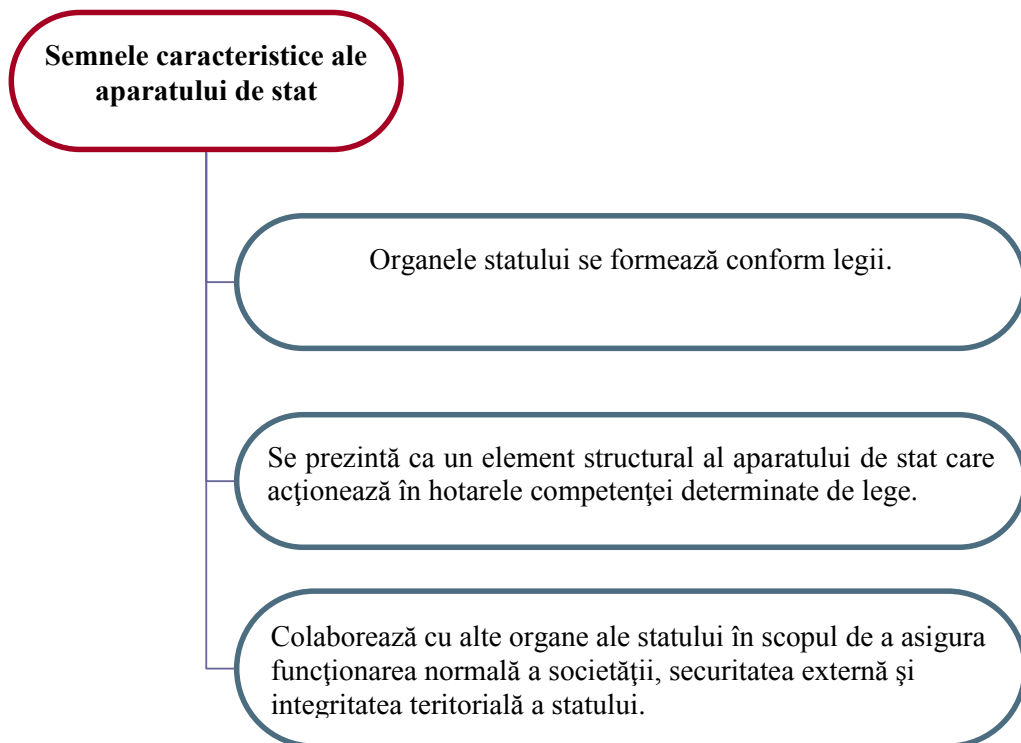 Semnele caracteristice ale
aparatului de stat
Organele statului se formează conform legii.
Se prezintă ca un element structural al aparatului de stat care
acţionează în hotarele competenţei determinate de lege.
Colaborează cu alte organe ale statului în scopul de a asigura
funcţionarea normală a societăţii, securitatea externă şi
integritatea teritorială a statului.